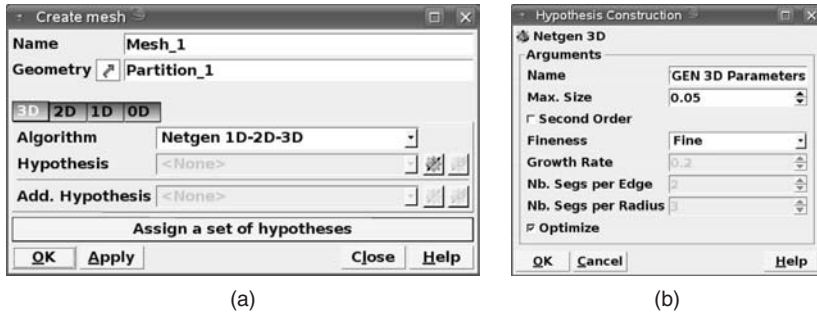 Create mesh
Name Mesh_1
Geometry Partition_1
3D 2D 1D 0D
Algorithm Netgen 1D-2D-3D
Hypothesis <None>
Add. Hypothesis <None>
Assign a set of hypotheses
OK Apply Close Help
(a)
Hypothesis Construction
Netgen 3D
Arguments
Name GEN 3D Parameters
Max. Size 0.05
Second Order
Fineness Fine
Growth Rate 0.2
Nb. Segs per Edge 2
Nb. Segs per Radius 3
Optimize
OK Cancel Help
(b)